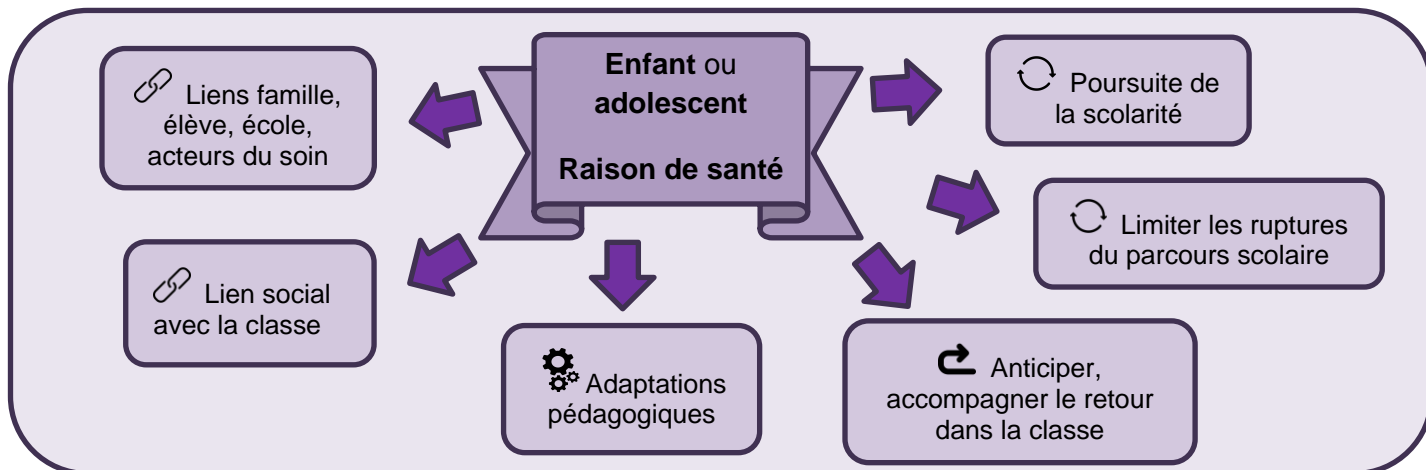 Enfant ou
adolescent
Raison de santé
Liens famille,
élève, école,
acteurs du soin
Lien social
avec la classe
Adaptations
pédagogiques
Anticiper,
accompagner le retour
dans la classe
Limiter les ruptures
du parcours scolaire
Poursuite de
la scolarité